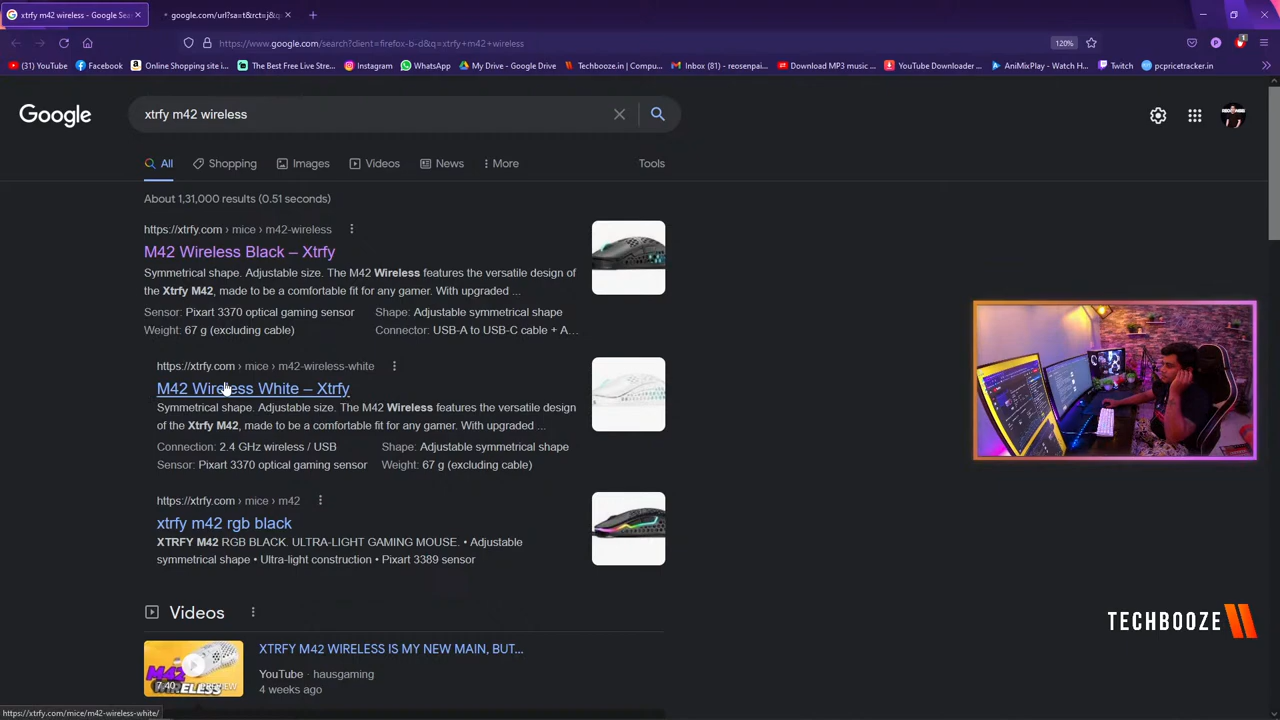 xtrfy m42 wireless - Google Sea
google.com/url?sa=t&rct=j&q
https://www.google.com/search?client=firefox-b-d&q=xtrfy+m42+wireless
120%
(31) YouTube
Facebook
Online Shopping site i...
The Best Free Live Stre...
Instagram
WhatsApp
My Drive - Google Drive
Techbooze.in | Compu...
Inbox (81) - reosenpai...
Download MP3 music ...
YouTube Downloader ...
AniMixPlay - Watch H...
Twitch
pcpricetracker.in
Google
xtrfy m42 wireless
All
Shopping
Images
Videos
News
More
Tools
About 1,31,000 results (0.51 seconds)
https://xtrfy.com › mice › m42-wireless
M42 Wireless Black – Xtrfy
Symmetrical shape. Adjustable size. The M42 Wireless features the versatile design of
the Xtrfy M42, made to be a comfortable fit for any gamer. With upgraded ...
Sensor: Pixart 3370 optical gaming sensor
Shape: Adjustable symmetrical shape
Weight: 67 g (excluding cable)
Connector: USB-A to USB-C cable + A...
https://xtrfy.com › mice › m42-wireless-white
M42 Wireless White – Xtrfy
Symmetrical shape. Adjustable size. The M42 Wireless features the versatile design
of the Xtrfy M42, made to be a comfortable fit for any gamer. With upgraded ...
Connection: 2.4 GHz wireless / USB
Shape: Adjustable symmetrical shape
Sensor: Pixart 3370 optical gaming sensor
Weight: 67 g (excluding cable)
https://xtrfy.com › mice › m42
xtrfy m42 rgb black
XTRFY M42 RGB BLACK. ULTRA-LIGHT GAMING MOUSE. • Adjustable
symmetrical shape • Ultra-light construction • Pixart 3389 sensor
TECHBOOZE
Videos
XTRFY M42 WIRELESS IS MY NEW MAIN, BUT...
YouTube · hausgaming
4 weeks ago
M42
WIRELESS
7:40
PREVIEW
https://xtrfy.com/mice/m42-wireless-white/